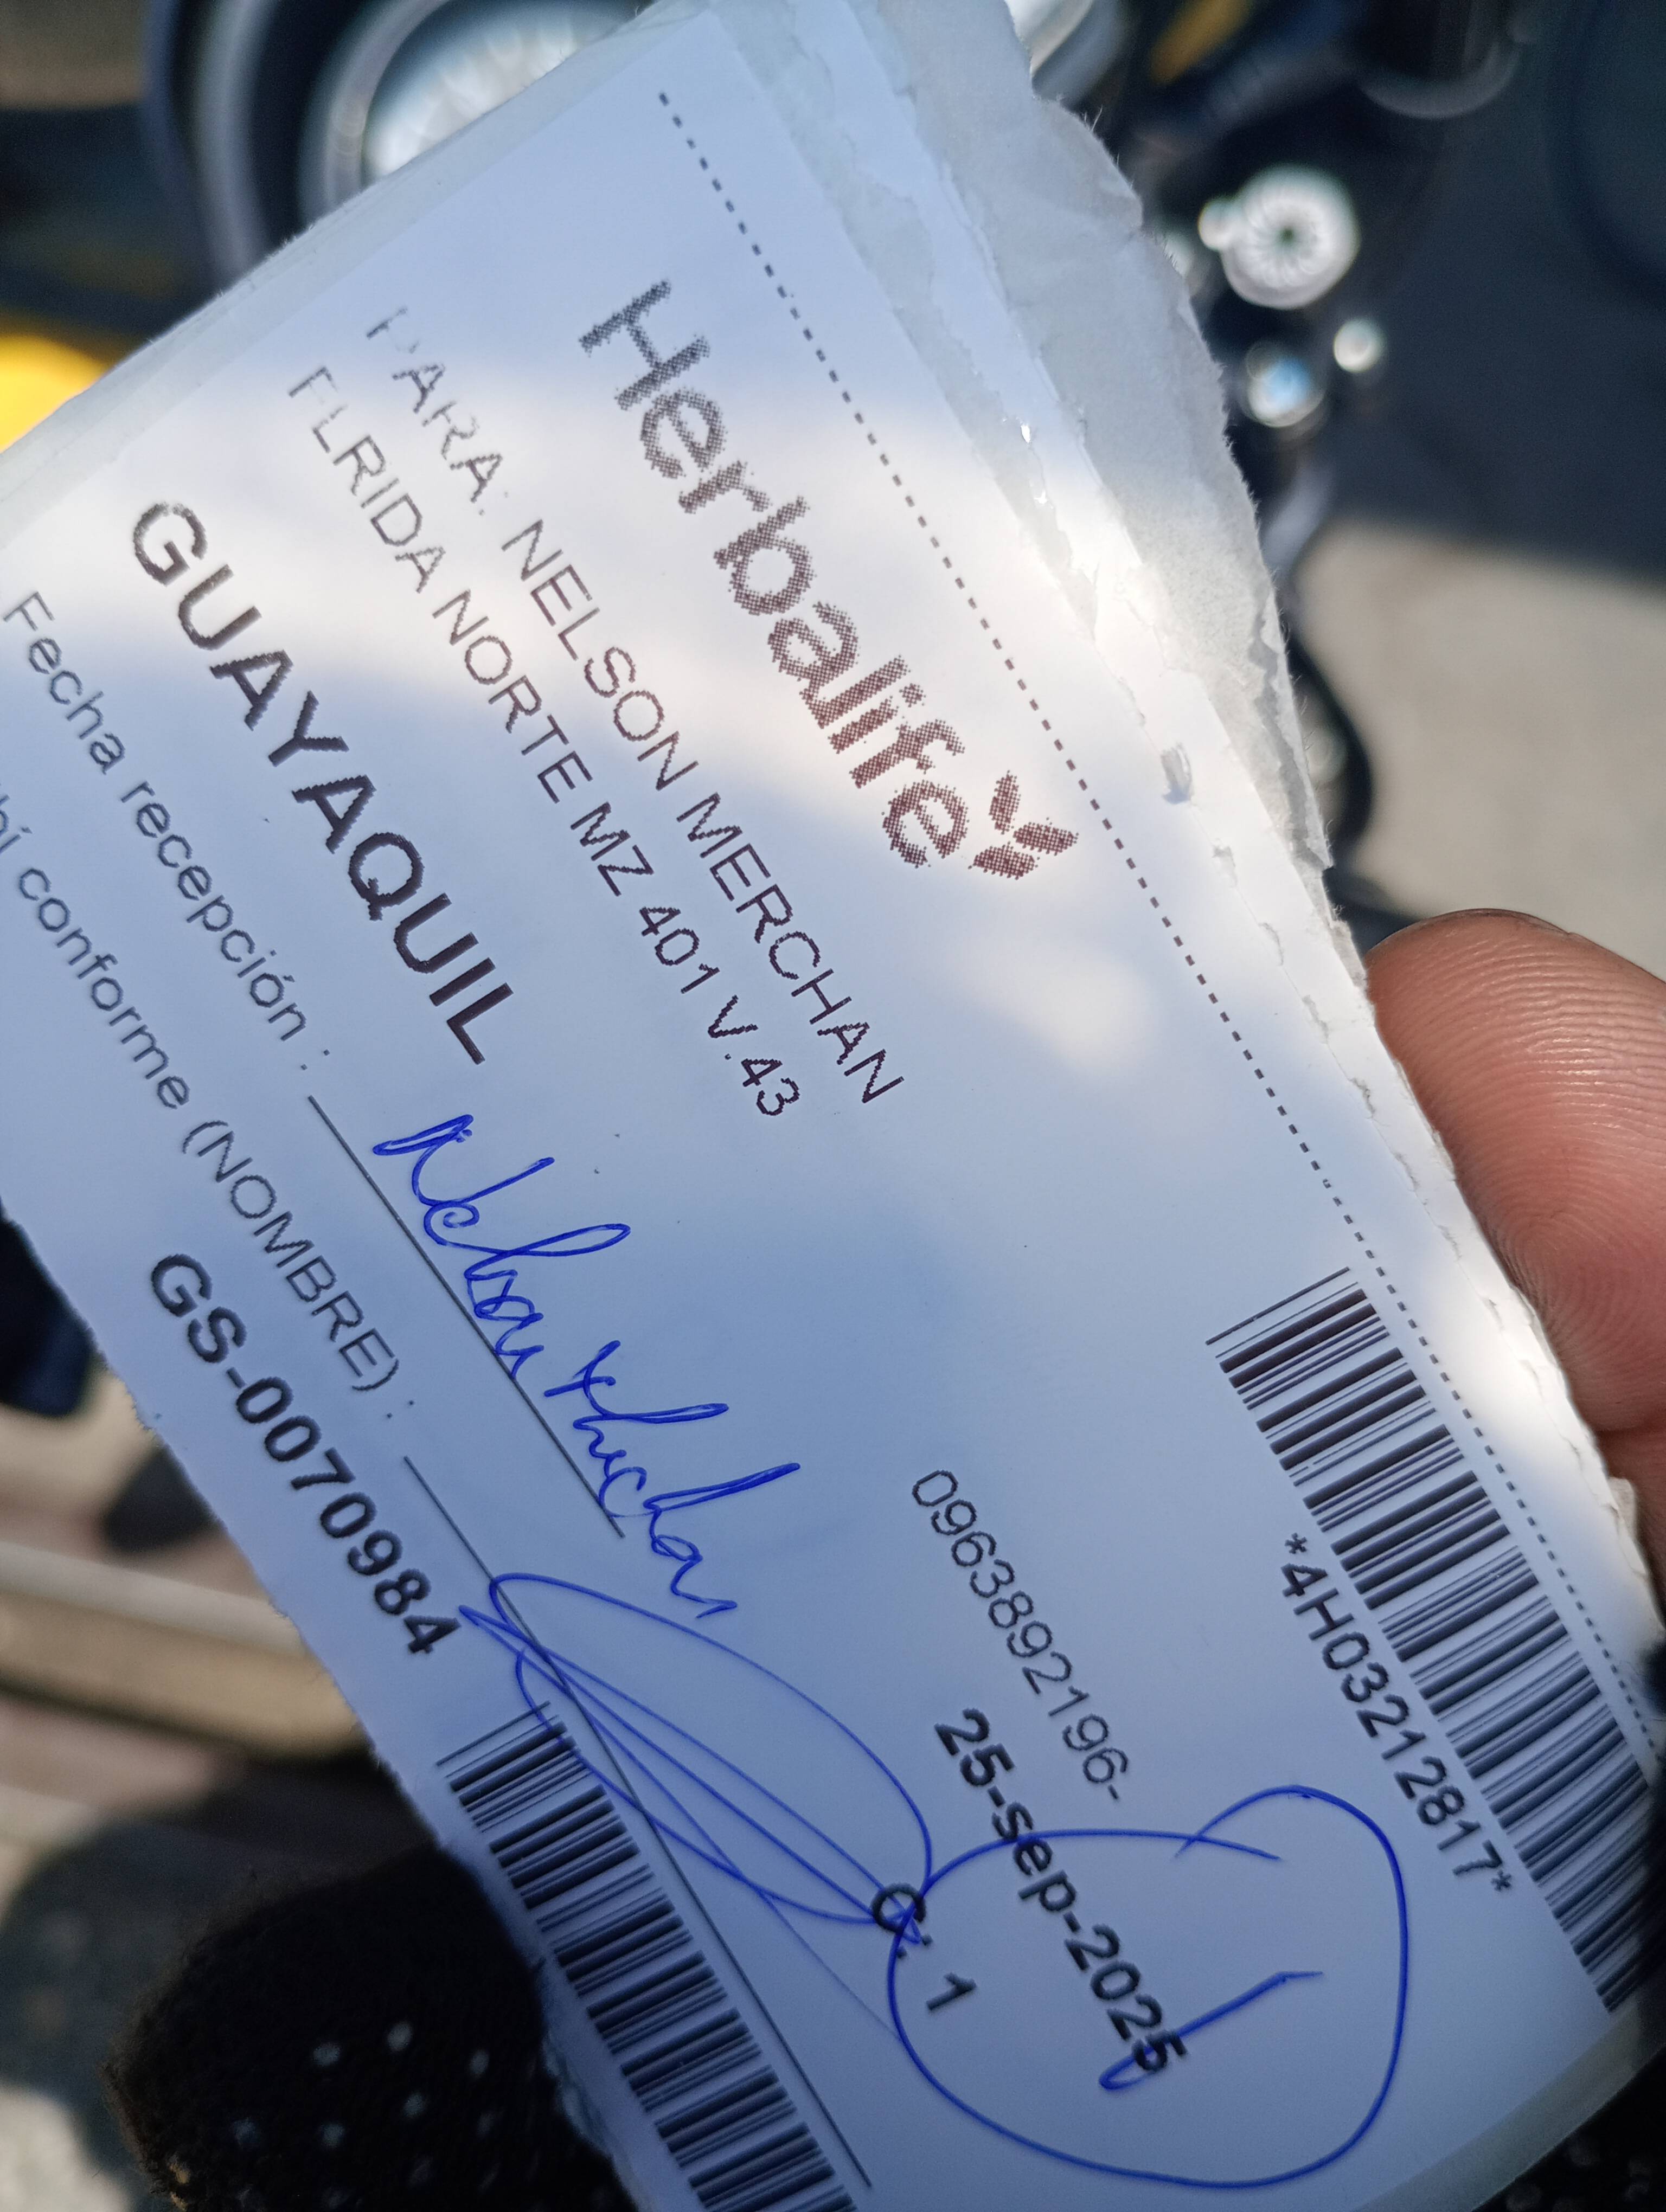 Herbalife
*4H03212817*
PARA: NELSON MERCHAN
FLRIDA NORTE MZ 401 V.43
0963892196-
GUAYAQUIL
25-sep-2025
Fecha recepción :
C: 1
bí conforme (NOMBRE) :
GS-0070984